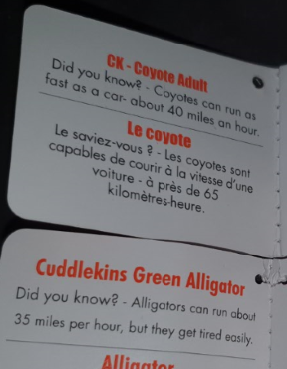 CK - Coyote Adult
Did you know? - Coyotes can run as
fast as a car- about 40 miles an hour.
Le coyote
Le saviez-vous ? - Les coyotes sont
capables de courir à la vitesse d'une
voiture - à près de 65
kilomètres-heure.
Cuddlekins Green Alligator
Did you know? - Alligators can run about
35 miles per hour, but they get tired easily.
Alligator